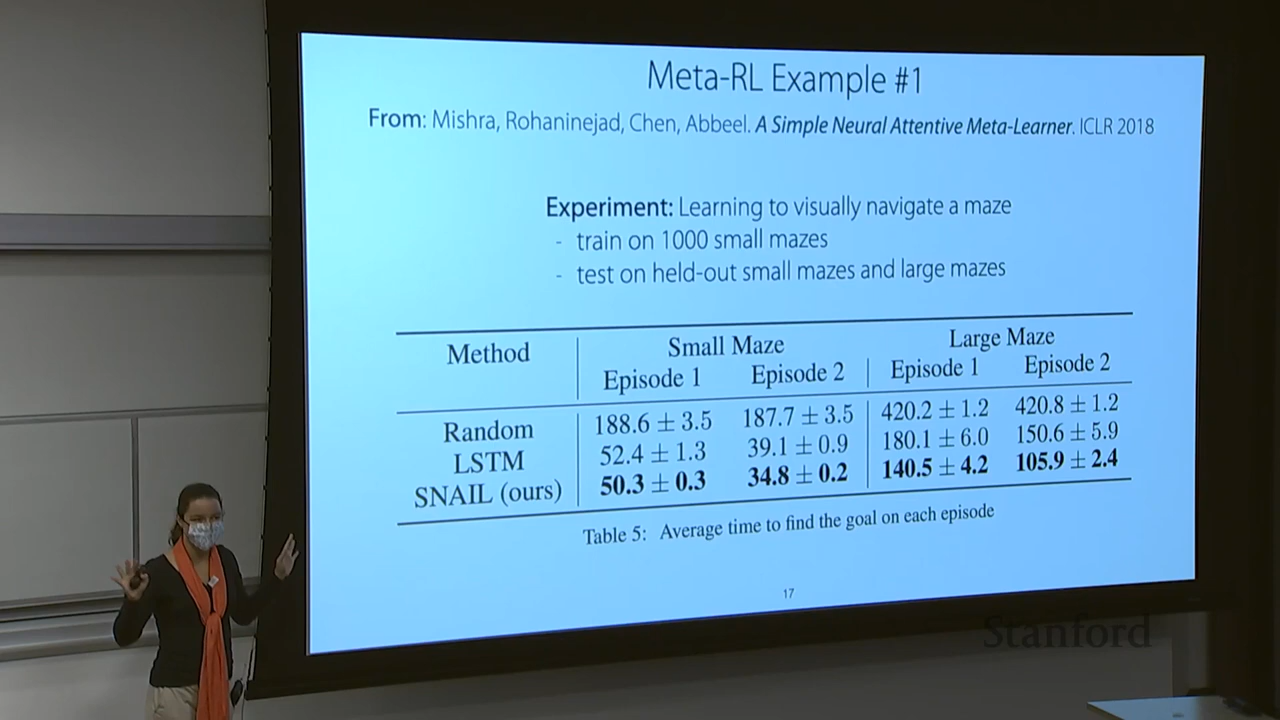 Meta-RL Example #1
From: Mishra, Rohaninejad, Chen, Abbeel. A Simple Neural Attentive Meta-Learner. ICLR 2018
Experiment: Learning to visually navigate a maze
- train on 1000 small mazes
- test on held-out small mazes and large mazes
Method Small Maze Large Maze
Episode 1 Episode 2 Episode 1 Episode 2
Random 188.6 ± 3.5 187.7 ± 3.5 420.2 ± 1.2 420.8 ± 1.2
LSTM 52.4 ± 1.3 39.1 ± 0.9 180.1 ± 6.0 150.6 ± 5.9
SNAIL (ours) 50.3 ± 0.3 34.8 ± 0.2 140.5 ± 4.2 105.9 ± 2.4
Table 5: Average time to find the goal on each episode
17
Stanford